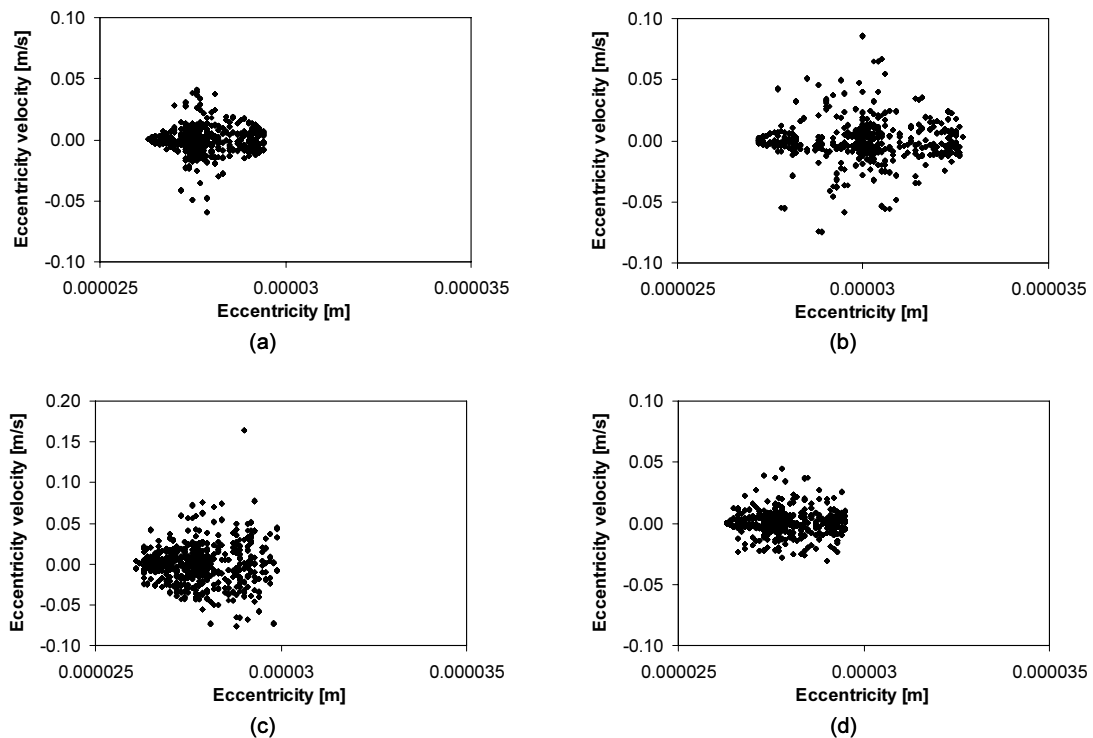 0.10
0.05
0.00
-0.05
-0.10
Eccentricity velocity [m/s]
0.000025 0.00003 0.000035
Eccentricity [m]
(a)
0.10
0.05
0.00
-0.05
-0.10
Eccentricity velocity [m/s]
0.000025 0.00003 0.000035
Eccentricity [m]
(b)
0.20
0.15
0.10
0.05
0.00
-0.05
-0.10
Eccentricity velocity [m/s]
0.000025 0.00003 0.000035
Eccentricity [m]
(c)
0.10
0.05
0.00
-0.05
-0.10
Eccentricity velocity [m/s]
0.000025 0.00003 0.000035
Eccentricity [m]
(d)